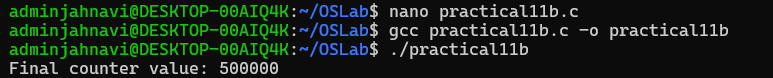 adminjahnavi@DESKTOP-00AIQ4K:~/OSLab$ nano practical11b.c
adminjahnavi@DESKTOP-00AIQ4K:~/OSLab$ gcc practical11b.c -o practical11b
adminjahnavi@DESKTOP-00AIQ4K:~/OSLab$ ./practical11b
Final counter value: 500000